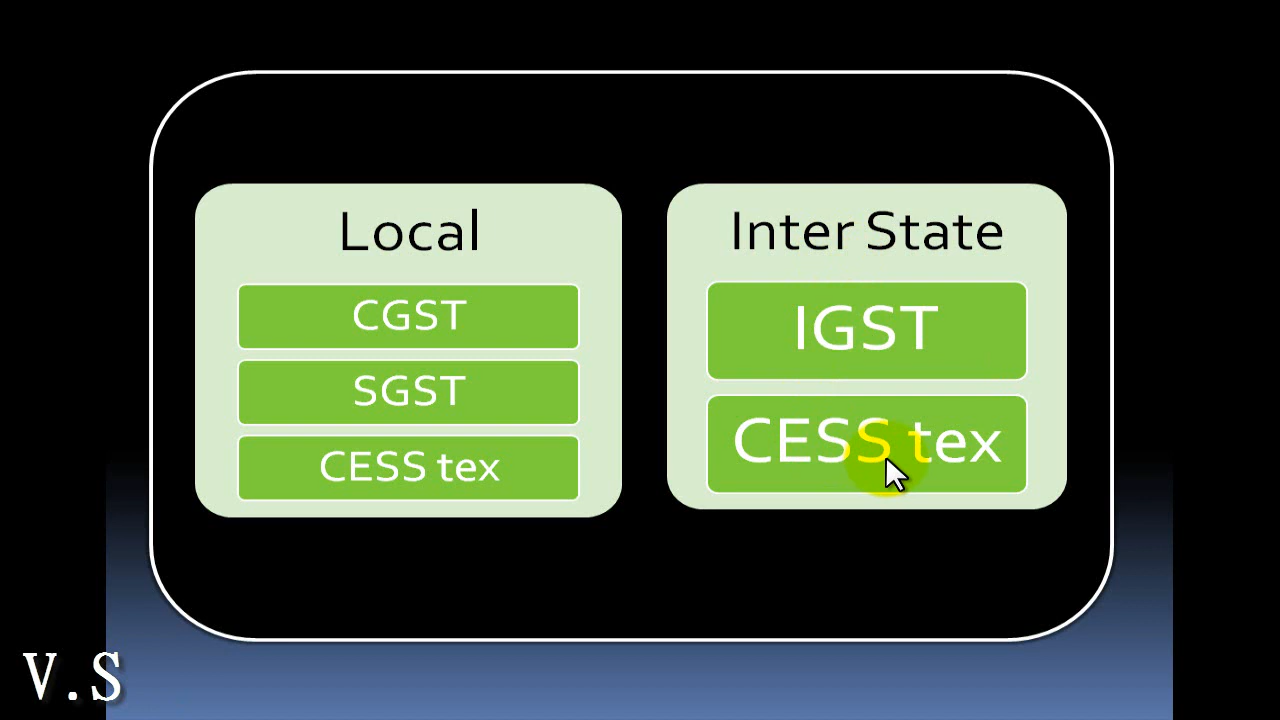 Local
CGST
SGST
CESS tex
Inter State
IGST
CESS tex
V.S